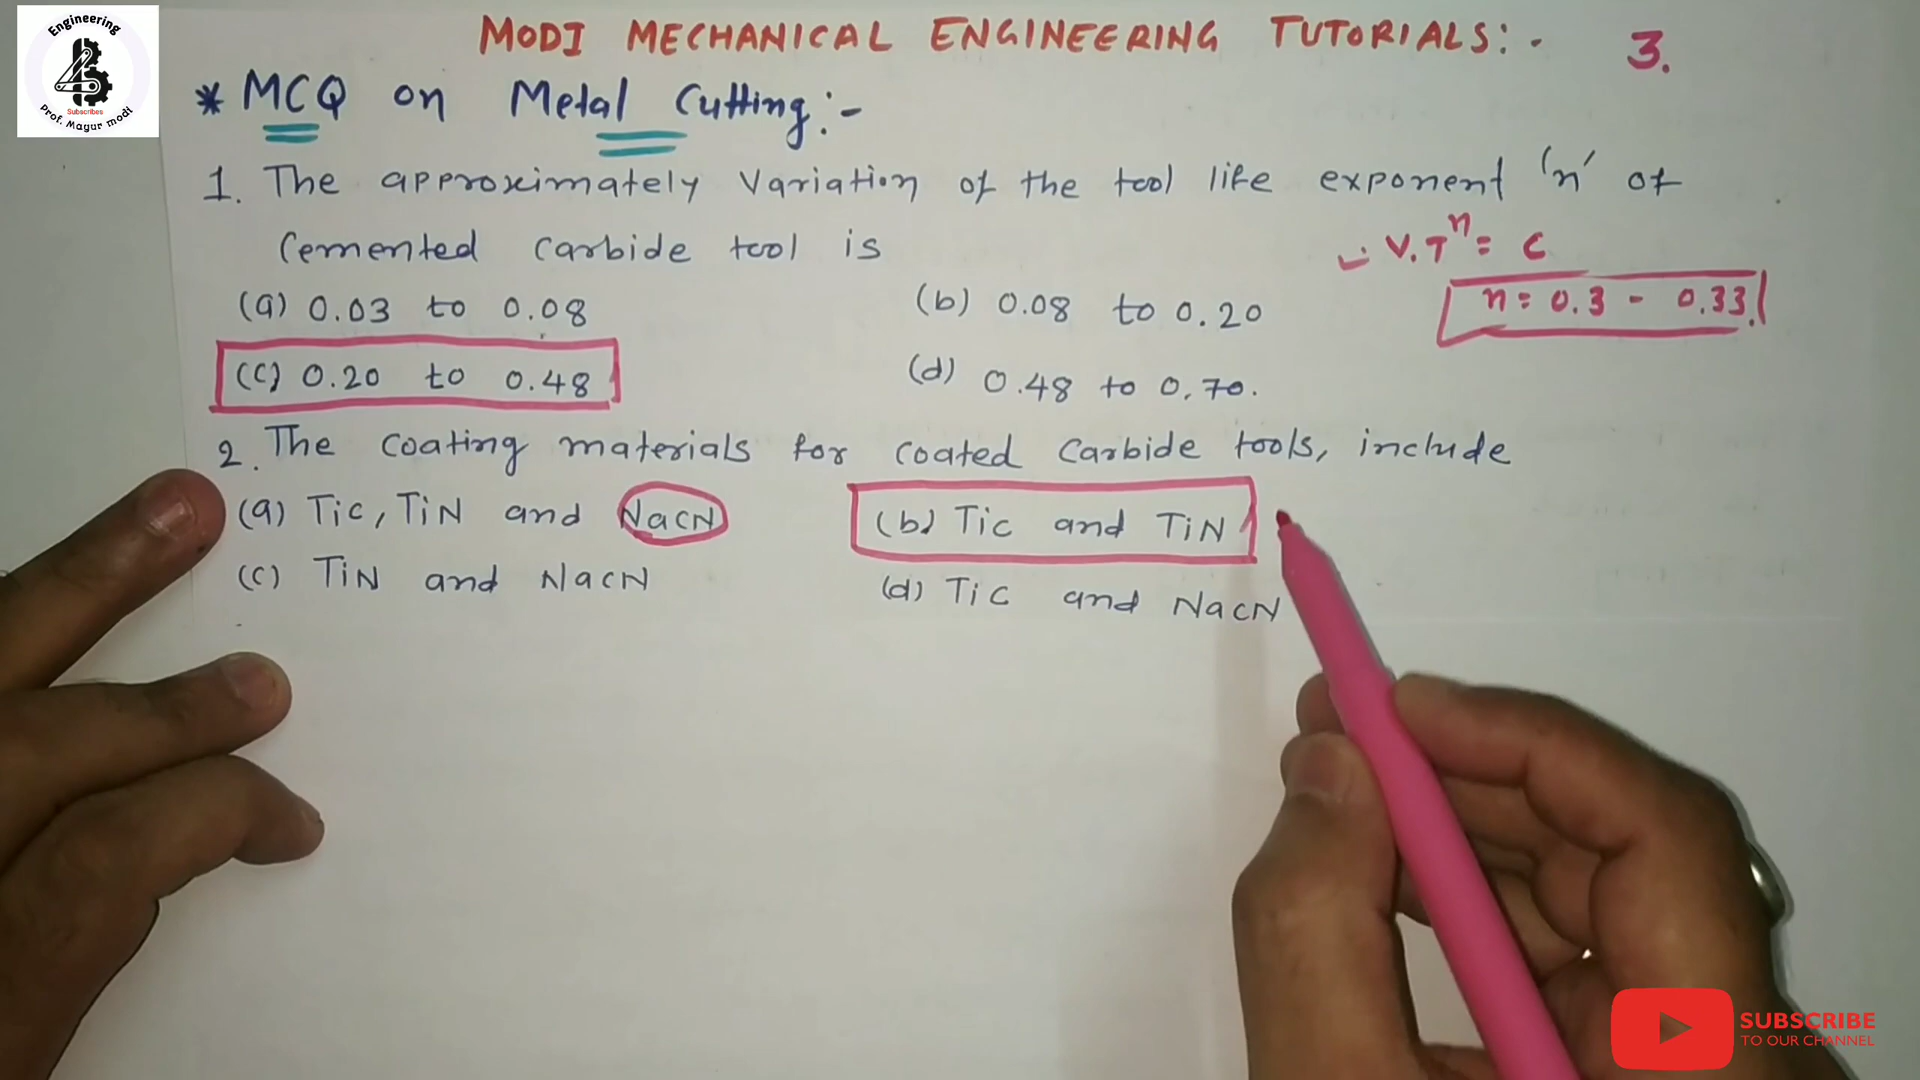 Engineering
Subscribes
Prof. Mayur modi
MODI MECHANICAL ENGINEERING TUTORIALS:- 3.
* MCQ on Metal Cutting:-
1. The approximately Variation of the tool life exponent 'n' of
Cemented Carbide tool is
V.Tⁿ = C
n = 0.3 - 0.33
(a) 0.03 to 0.08 (b) 0.08 to 0.20
(c) 0.20 to 0.48 (d) 0.48 to 0.70.
2. The Coating materials for coated Carbide tools, include
(a) Tic, TiN and NaCN (b) Tic and TiN
(c) TiN and NaCN (d) Tic and NaCN
SUBSCRIBE
TO OUR CHANNEL